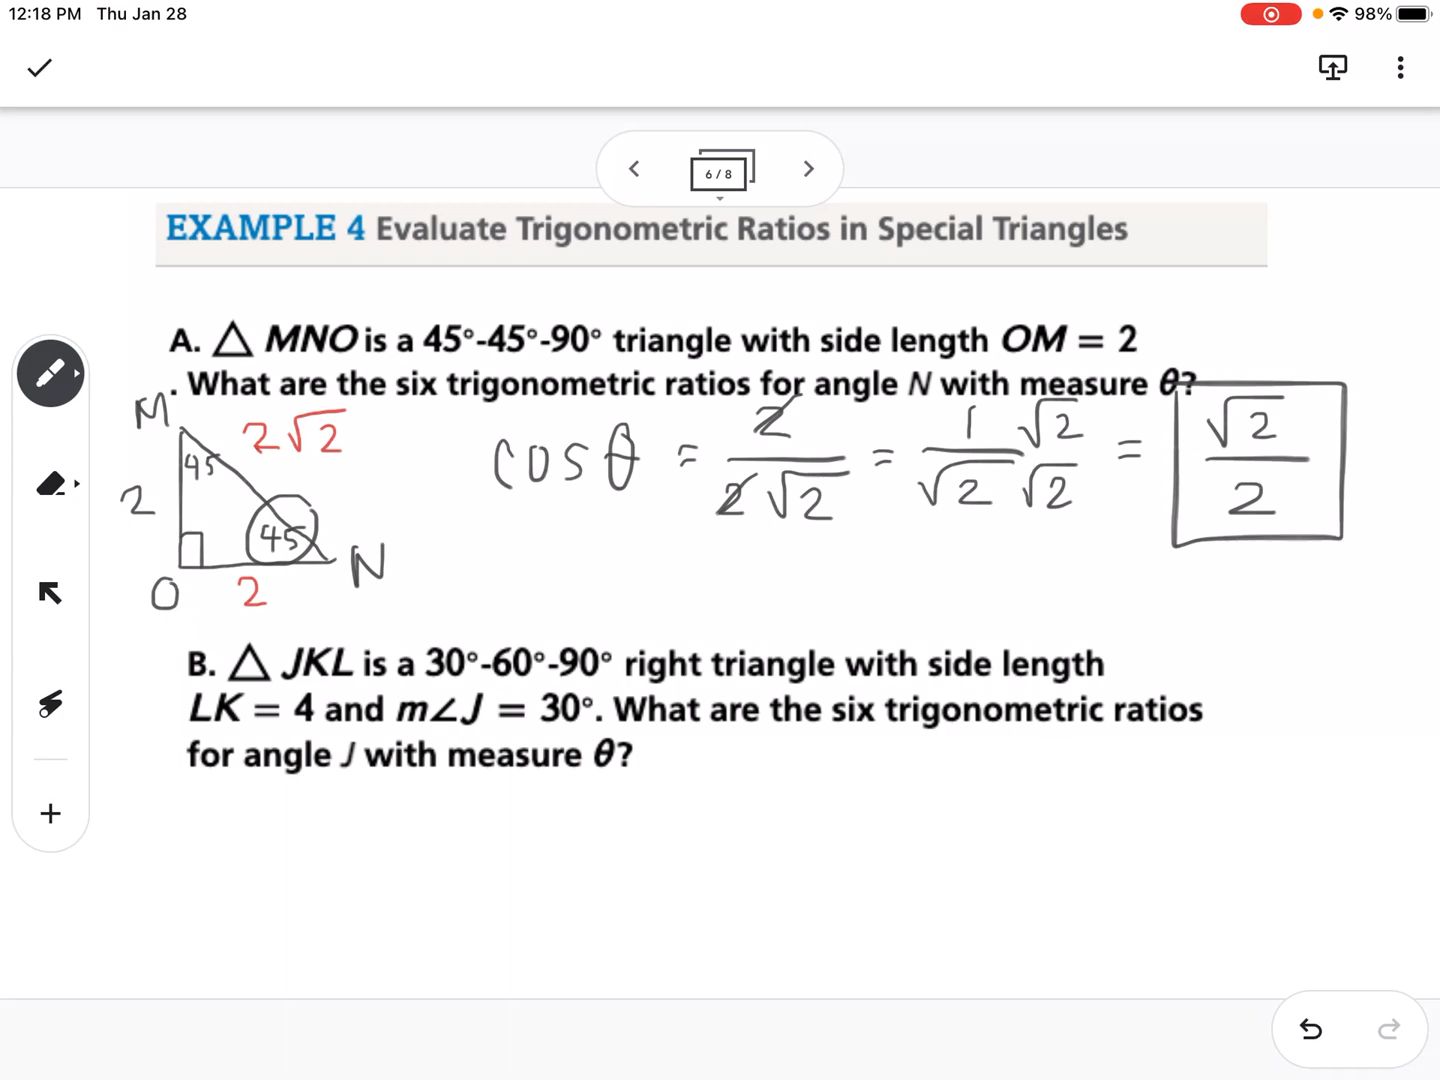 12:18 PM Thu Jan 28
98%
6 / 8
EXAMPLE 4 Evaluate Trigonometric Ratios in Special Triangles
A. △ MNO is a 45°-45°-90° triangle with side length OM = 2
. What are the six trigonometric ratios for angle N with measure θ?
M
2√2
45
2
45
N
O
2
cos θ = 2/2√2 = 1/√2 √2/√2 = √2/2
B. △ JKL is a 30°-60°-90° right triangle with side length
LK = 4 and m∠J = 30°. What are the six trigonometric ratios
for angle J with measure θ?